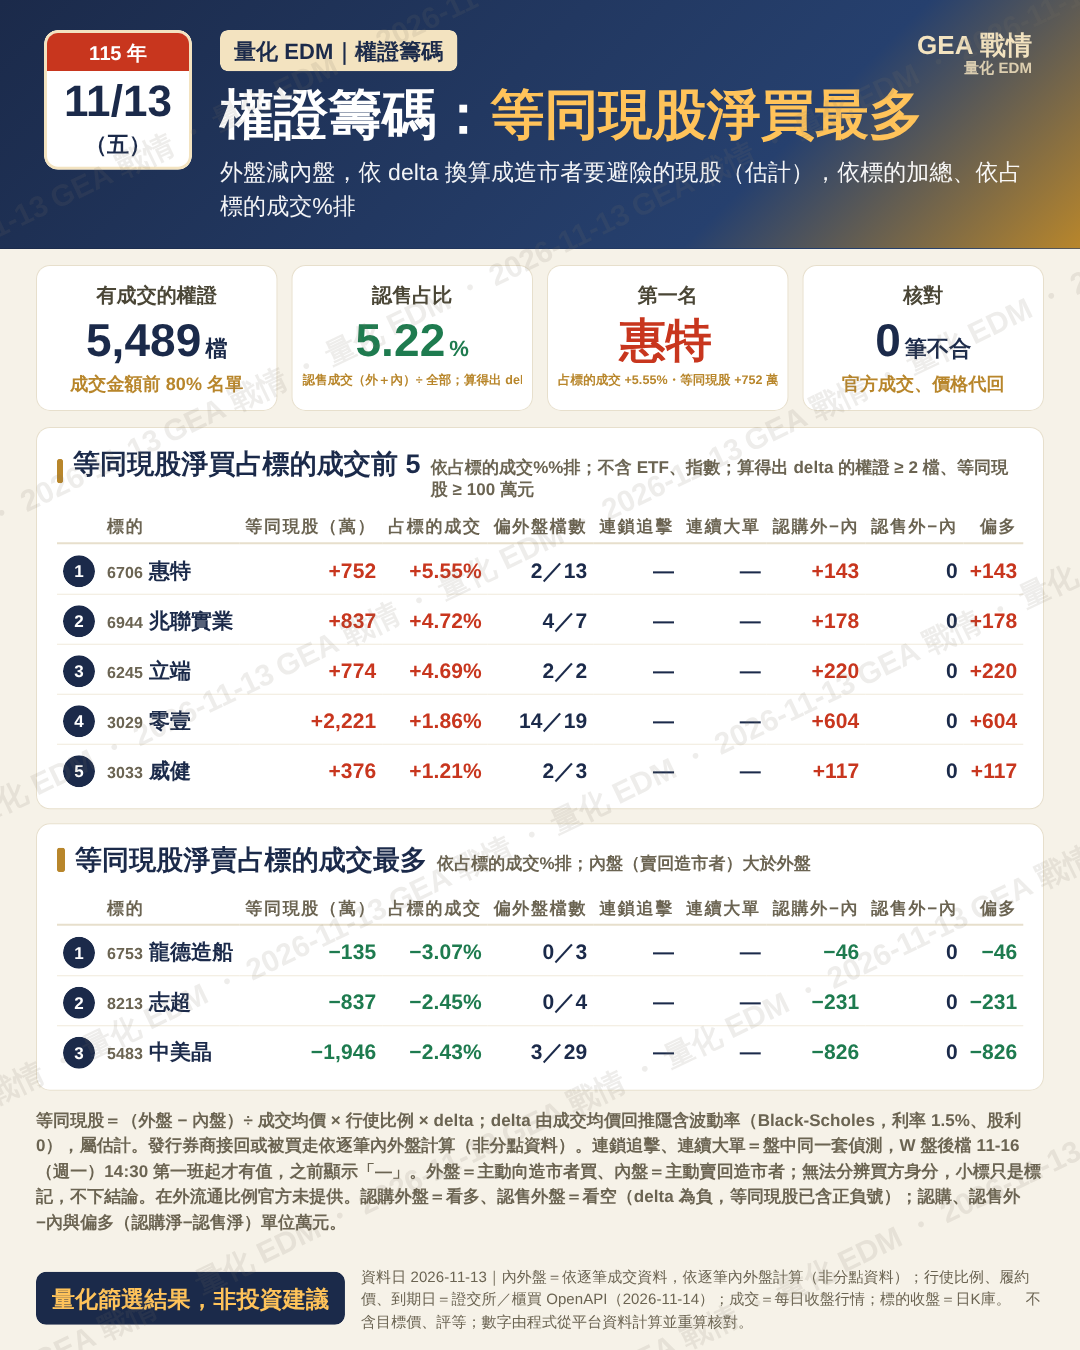 115 年
11/13
（五）
量化 EDM｜權證籌碼
權證籌碼：等同現股淨買最多
外盤減內盤，依 delta 換算成造市者要避險的現股（估計），依標的加總、依占
標的成交%排
GEA 戰情
量化 EDM
有成交的權證
5,489 檔
成交金額前 80% 名單
認售占比
5.22 %
認售成交（外＋內）÷ 全部；算得出 del
第一名
惠特
占標的成交 +5.55%・等同現股 +752 萬
核對
0 筆不合
官方成交、價格代回
等同現股淨買占標的成交前 5 依占標的成交%%排；不含 ETF、指數；算得出 delta 的權證 ≥ 2 檔、等同現
股 ≥ 100 萬元
標的 等同現股（萬） 占標的成交 偏外盤檔數 連鎖追擊 連續大單 認購外−內 認售外−內 偏多
1 6706 惠特 +752 +5.55% 2／13 — — +143 0 +143
2 6944 兆聯實業 +837 +4.72% 4／7 — — +178 0 +178
3 6245 立端 +774 +4.69% 2／2 — — +220 0 +220
4 3029 零壹 +2,221 +1.86% 14／19 — — +604 0 +604
5 3033 威健 +376 +1.21% 2／3 — — +117 0 +117
等同現股淨賣占標的成交最多 依占標的成交%排；內盤（賣回造市者）大於外盤
標的 等同現股（萬） 占標的成交 偏外盤檔數 連鎖追擊 連續大單 認購外−內 認售外−內 偏多
1 6753 龍德造船 −135 −3.07% 0／3 — — −46 0 −46
2 8213 志超 −837 −2.45% 0／4 — — −231 0 −231
3 5483 中美晶 −1,946 −2.43% 3／29 — — −826 0 −826
等同現股＝（外盤 − 內盤）÷ 成交均價 × 行使比例 × delta；delta 由成交均價回推隱含波動率（Black-Scholes，利率 1.5%、股利
0），屬估計。發行券商接回或被買走依逐筆內外盤計算（非分點資料）。連鎖追擊、連續大單＝盤中同一套偵測，W 盤後檔 11-16
（週一）14:30 第一班起才有值，之前顯示「—」。外盤＝主動向造市者買、內盤＝主動賣回造市者；無法分辨買方身分，小標只是標
記，不下結論。在外流通比例官方未提供。認購外盤＝看多、認售外盤＝看空（delta 為負，等同現股已含正負號）；認購、認售外
−內與偏多（認購淨−認售淨）單位萬元。
量化篩選結果，非投資建議
資料日 2026-11-13｜內外盤＝依逐筆成交資料，依逐筆內外盤計算（非分點資料）；行使比例、履約
價、到期日＝證交所／櫃買 OpenAPI（2026-11-14）；成交＝每日收盤行情；標的收盤＝日K庫。 不
含目標價、評等；數字由程式從平台資料計算並重算核對。